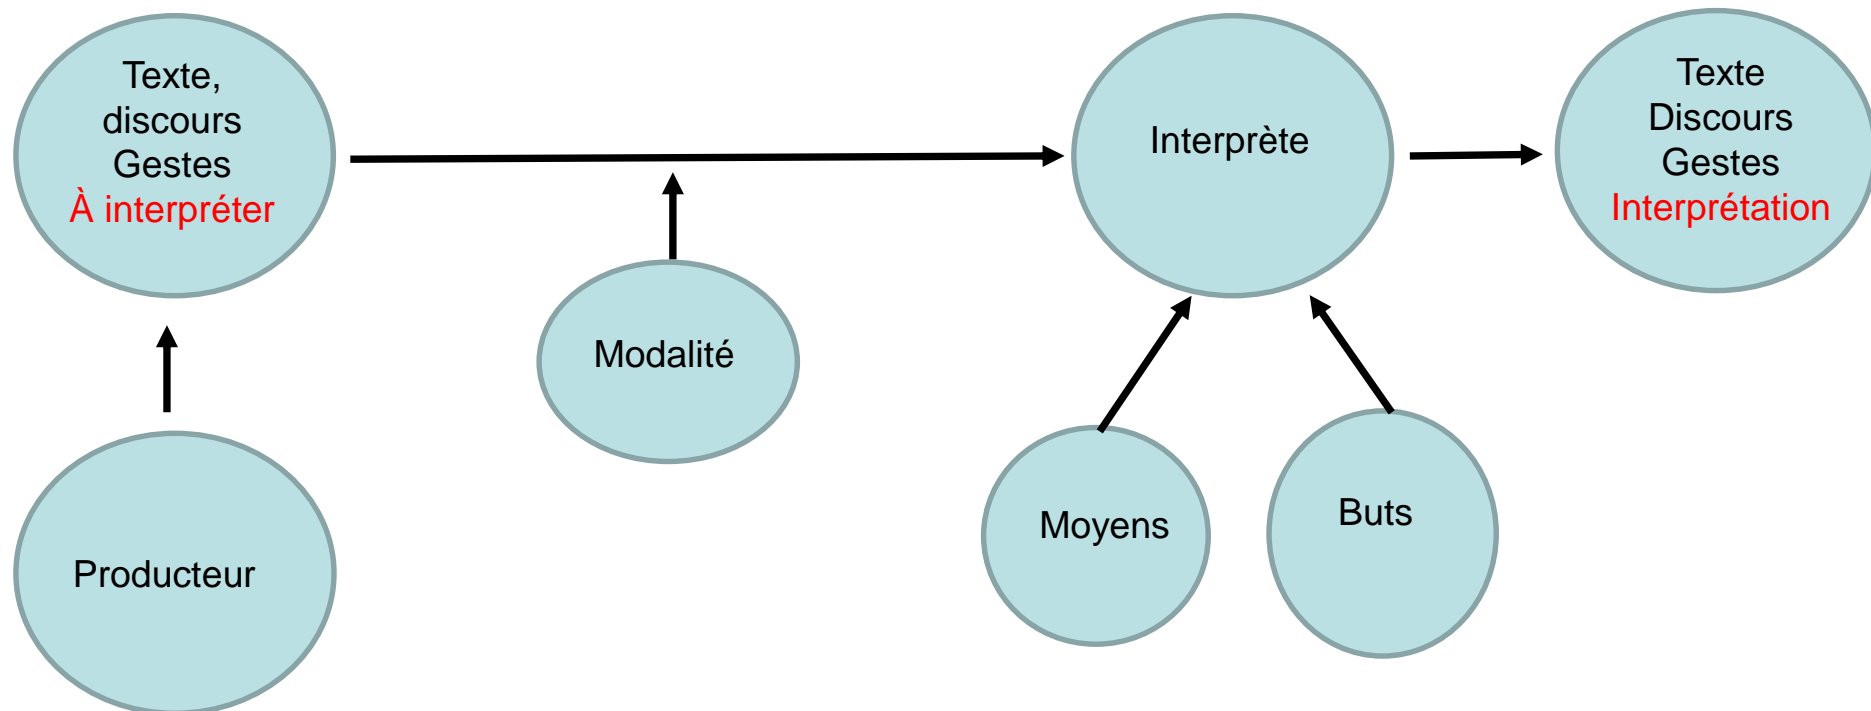 Texte,
discours
Gestes
À interpréter
Interprète
Texte
Discours
Gestes
Interprétation
Modalité
Producteur
Moyens
Buts